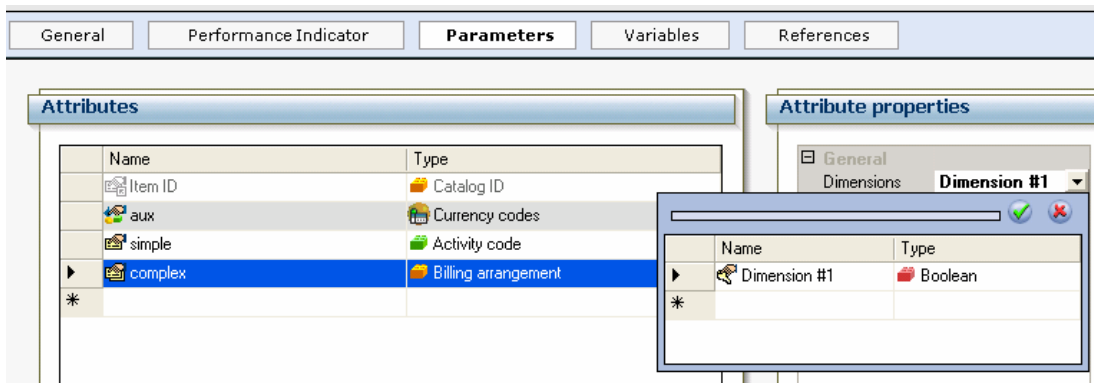 General Performance Indicator Parameters Variables References
Attributes
Name Type
Item ID Catalog ID
aux Currency codes
simple Activity code
complex Billing arrangement
Attribute properties
General
Dimensions Dimension #1
Name Type
Dimension #1 Boolean